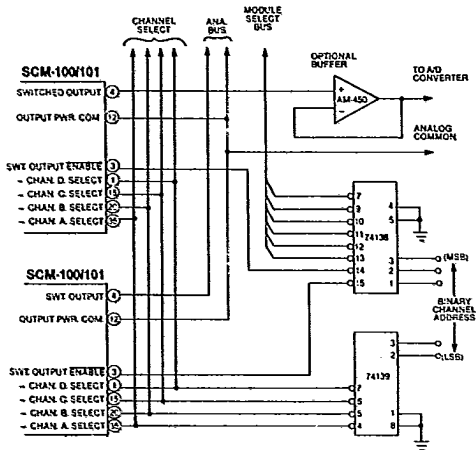 CHANNEL
SELECT
ANA.
BUS
MODULE
SELECT
BUS
OPTIONAL
BUFFER
TO A/D
CONVERTER
AM-450
+
−
ANALOG
COMMON
SCM-100/101
SWITCHED OUTPUT 4
OUTPUT PWR. COM 12
SWT OUTPUT ENABLE 3
- CHAN. D. SELECT 1
- CHAN. C. SELECT
- CHAN. B. SELECT
- CHAN. A. SELECT
7
9
10
11
12
13
14
15
74138
4
5
3 (MSB)
2
1
BINARY
CHANNEL
ADDRESS
SCM-100/101
SWT OUTPUT 4
OUTPUT PWR. COM 12
SWT OUTPUT ENABLE 3
- CHAN. D. SELECT
- CHAN. C. SELECT
- CHAN. B. SELECT
- CHAN. A. SELECT
74139
3
2 (LSB)
7
6
5
4
1
8